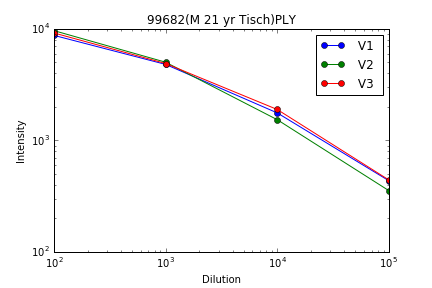 99682(M 21 yr Tisch)PLY
V1
V2
V3
Intensity
10^4
10^3
10^2
10^2 10^3 10^4 10^5
Dilution